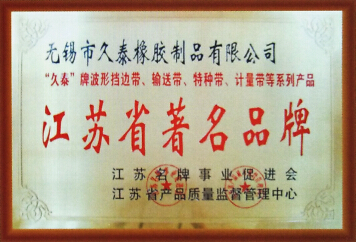 无锡市久泰橡胶制品有限公司
“久泰”牌波形挡边带、输送带、特种带、计量带等系列产品
江苏省著名品牌
江苏名牌事业促进会
江苏省产品质量监督管理中心